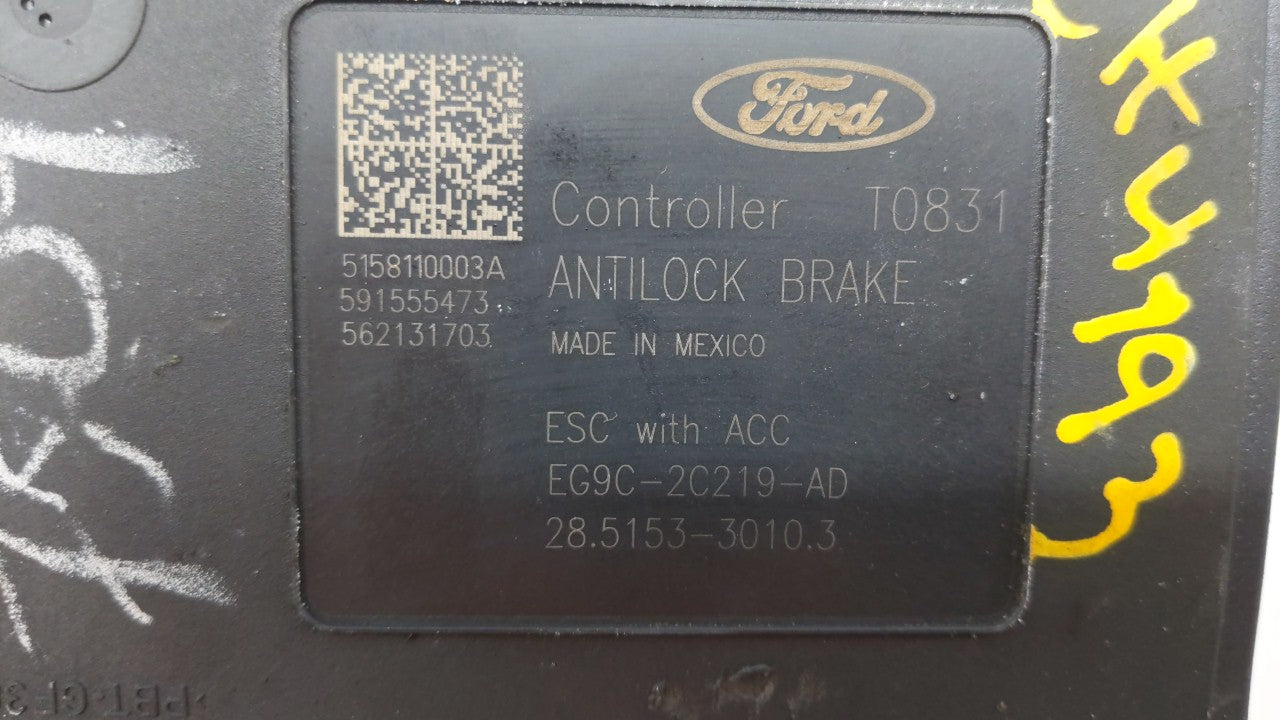 Ford
Controller T0831
ANTILOCK BRAKE
MADE IN MEXICO
5158110003A
591555473
562131703
ESC with ACC
EG9C-2C219-AD
28.5153-3010.3